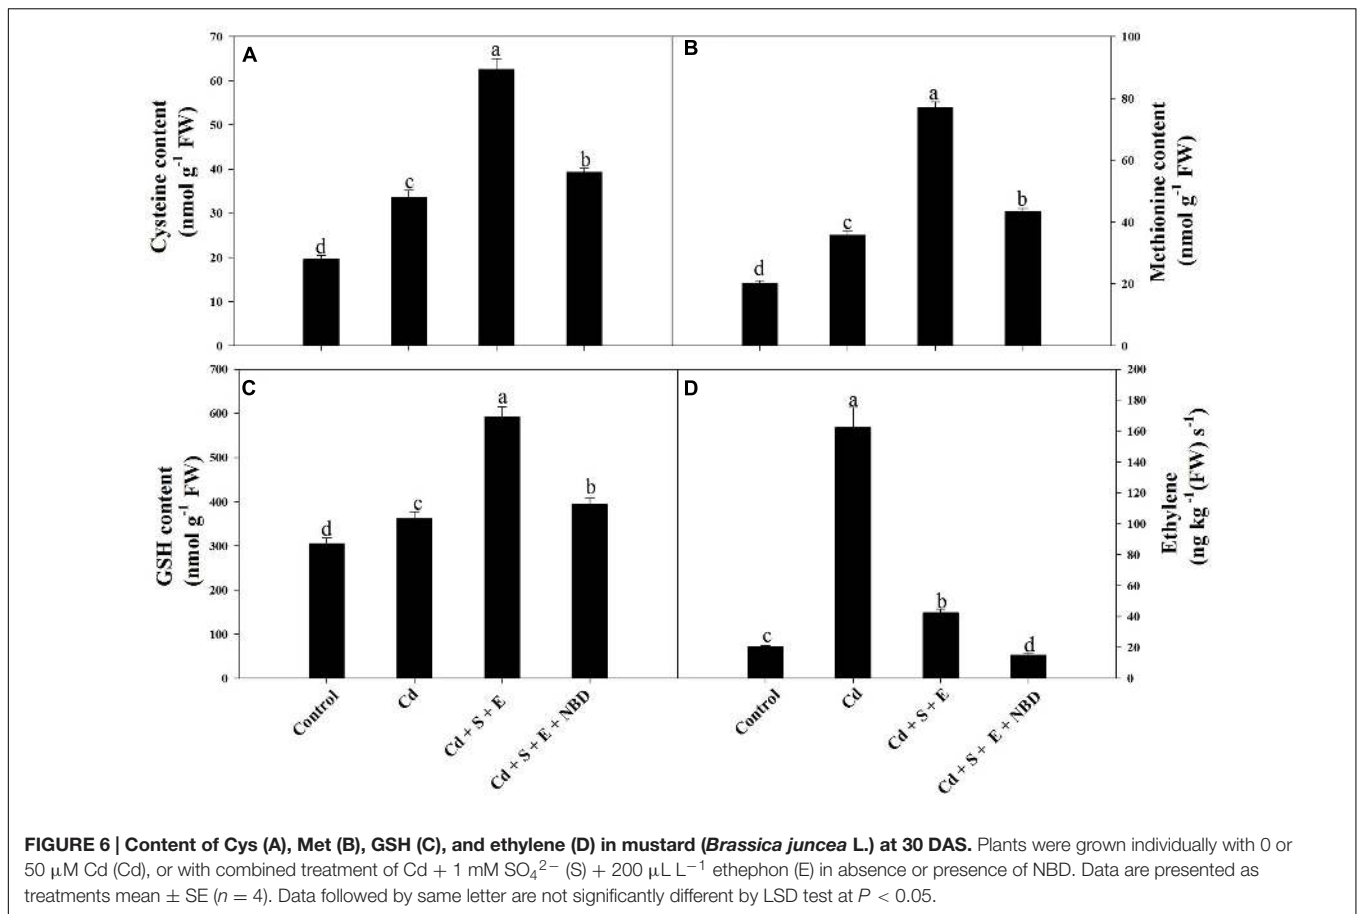 A
Cysteine content
(nmol g⁻¹ FW)
70
60
50
40
30
20
10
0
d
c
a
b
B
Methionine content
(nmol g⁻¹ FW)
100
80
60
40
20
0
d
c
a
b
C
GSH content
(nmol g⁻¹ FW)
700
600
500
400
300
200
100
0
d
c
a
b
Control
Cd
Cd + S + E
Cd + S + E + NBD
D
Ethylene
(ng kg⁻¹(FW) s⁻¹)
200
180
160
140
120
100
80
60
40
20
0
c
a
b
d
Control
Cd
Cd + S + E
Cd + S + E + NBD
FIGURE 6 | Content of Cys (A), Met (B), GSH (C), and ethylene (D) in mustard (Brassica juncea L.) at 30 DAS. Plants were grown individually with 0 or
50 μM Cd (Cd), or with combined treatment of Cd + 1 mM SO₄²⁻ (S) + 200 μL L⁻¹ ethephon (E) in absence or presence of NBD. Data are presented as
treatments mean ± SE (n = 4). Data followed by same letter are not significantly different by LSD test at P < 0.05.